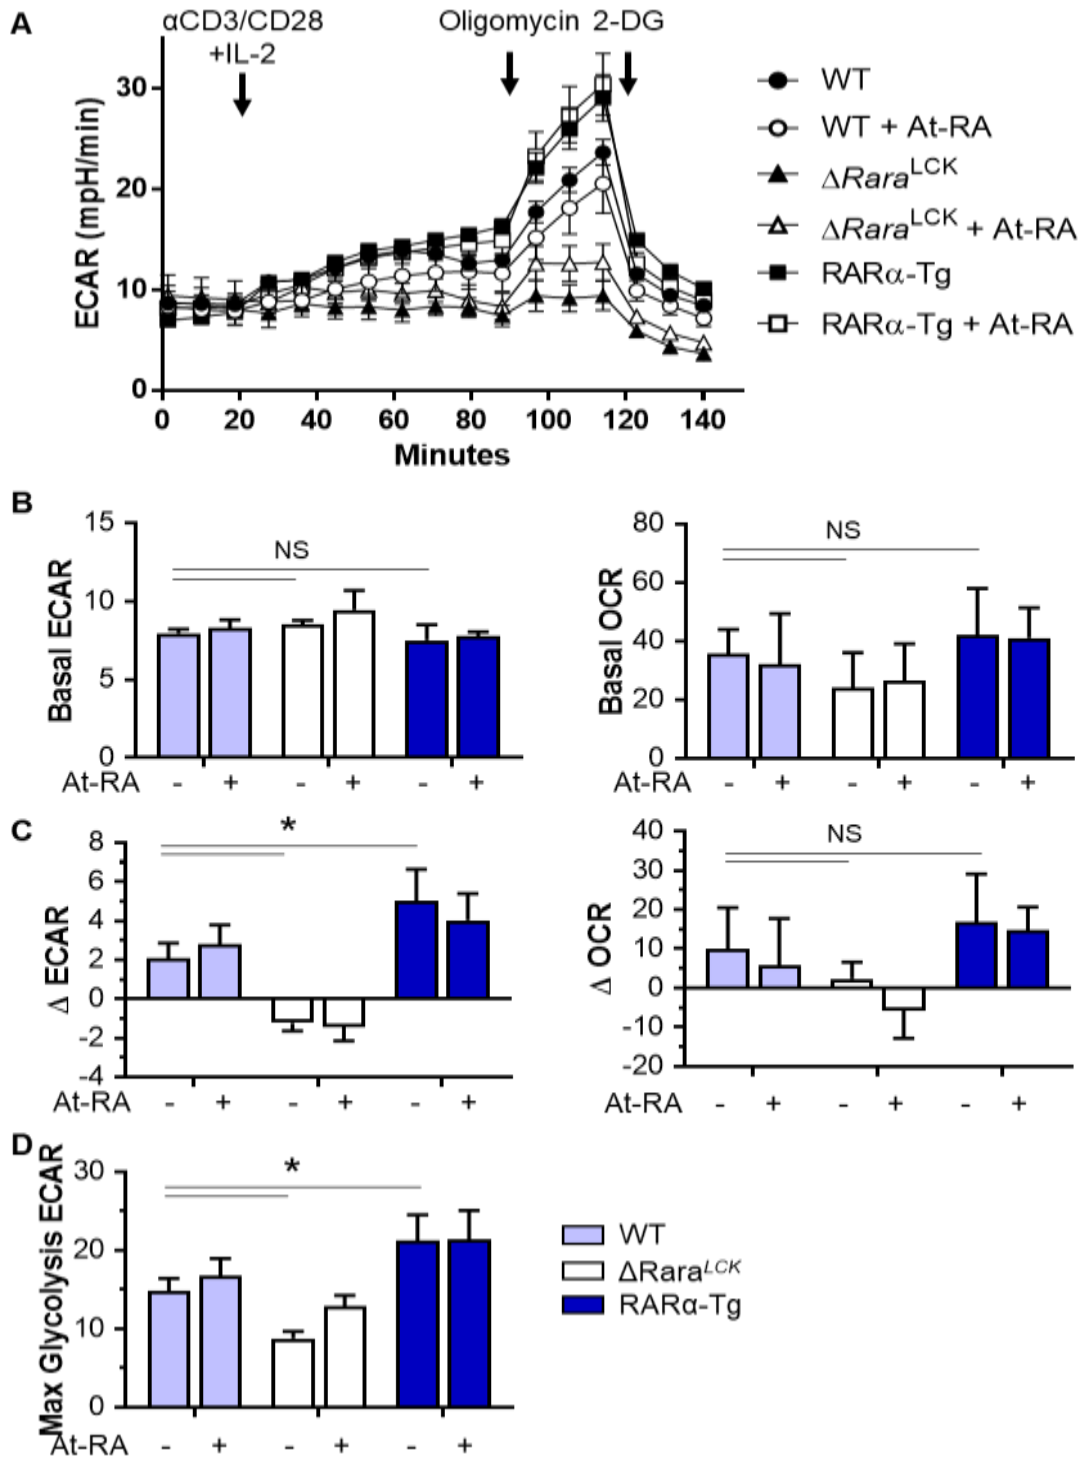 A
αCD3/CD28
+IL-2
Oligomycin 2-DG
ECAR (mpH/min)
30
20
10
0
0 20 40 60 80 100 120 140
Minutes
WT
WT + At-RA
ΔRara^LCK
ΔRara^LCK + At-RA
RARα-Tg
RARα-Tg + At-RA
B
Basal ECAR
15
10
5
0
NS
At-RA - + - + - +
Basal OCR
80
60
40
20
0
NS
At-RA - + - + - +
C
Δ ECAR
8
6
4
2
0
-2
-4
*
At-RA - + - + - +
Δ OCR
40
30
20
10
0
-10
-20
NS
At-RA - + - + - +
D
Max Glycolysis ECAR
30
20
10
0
*
At-RA - + - + - +
WT
ΔRara^LCK
RARα-Tg